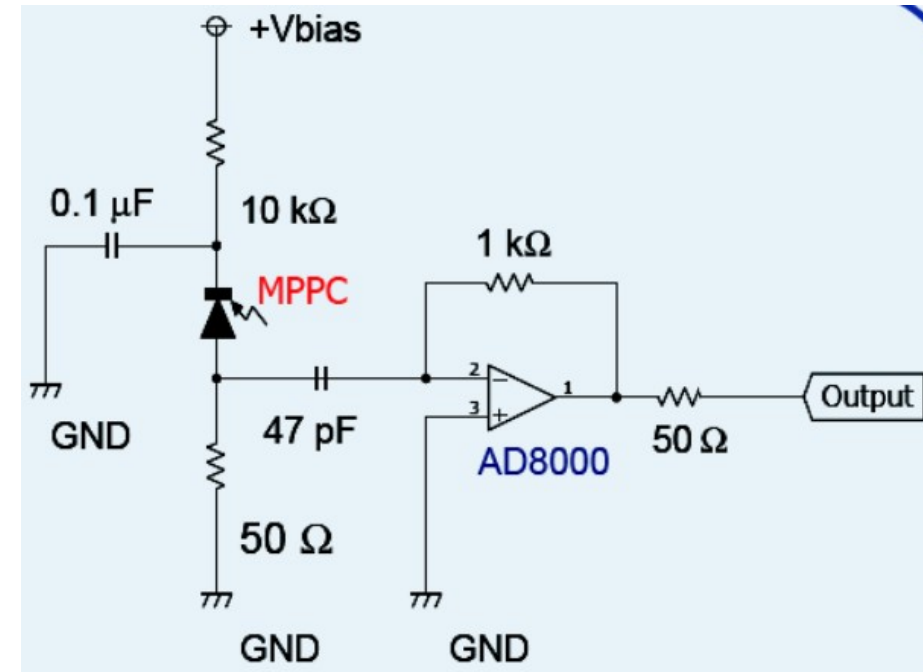 +Vbias
0.1 μF
10 kΩ
1 kΩ
MPPC
2
−
1
3
+
Output
GND
47 pF
50 Ω
AD8000
50 Ω
GND
GND